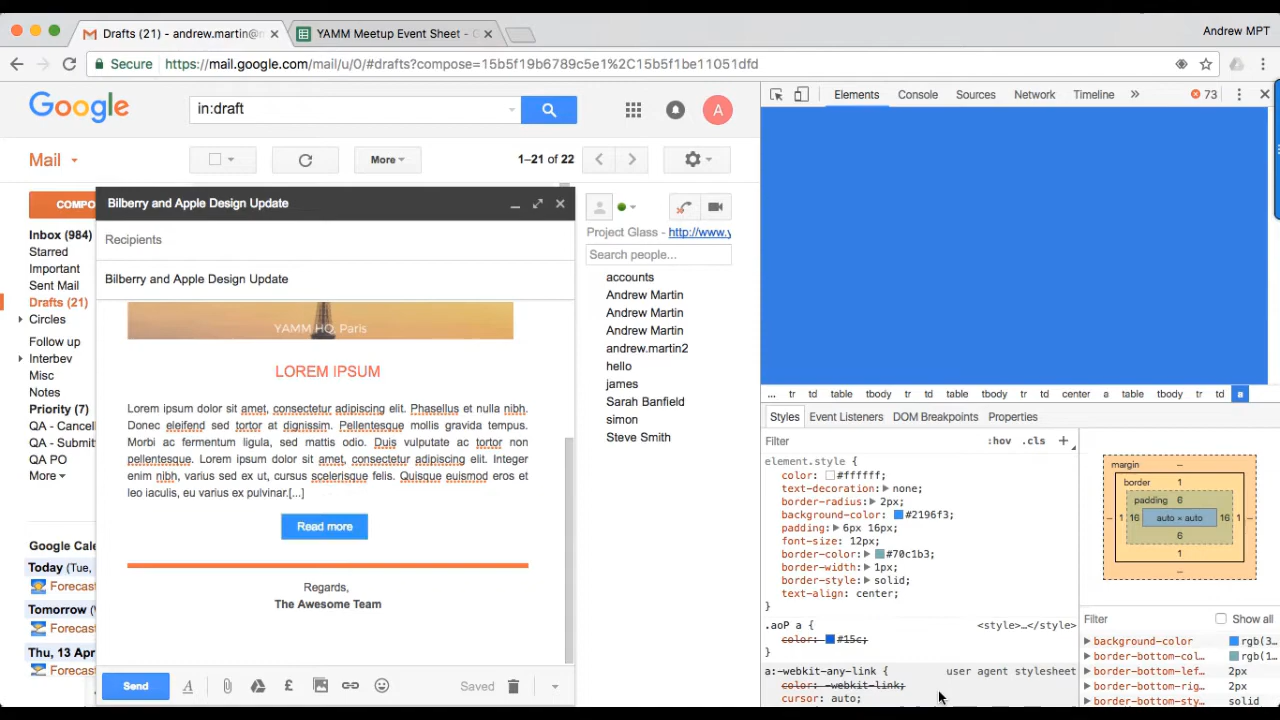 Drafts (21) - andrew.martin@
YAMM Meetup Event Sheet - G
Andrew MPT
Secure
https://mail.google.com/mail/u/0/#drafts?compose=15b5f19b6789c5e1%2C15b5f1be11051dfd
Google
in:draft
A
Elements
Console
Sources
Network
Timeline
»
73
Mail
More
1–21 of 22
COMPO
Inbox (984)
Starred
Important
Sent Mail
Drafts (21)
Circles
Follow up
Interbev
Misc
Notes
Priority (7)
QA - Cancell
QA - Submit
QA PO
More
Google Cale
Today (Tue,
Forecast
Tomorrow (
Forecast
Thu, 13 Apr
Forecast
Bilberry and Apple Design Update
Recipients
Bilberry and Apple Design Update
YAMM HQ, Paris
LOREM IPSUM
Lorem ipsum dolor sit amet, consectetur adipiscing elit. Phasellus et nulla nibh.
Donec eleifend sed tortor at dignissim. Pellentesque mollis gravida tempus.
Morbi ac fermentum ligula, sed mattis odio. Duis vulputate ac tortor non
pellentesque. Lorem ipsum dolor sit amet, consectetur adipiscing elit. Integer
enim nibh, varius sed ex ut, cursus scelerisque felis. Quisque euismod eros et
leo iaculis, eu varius ex pulvinar.[...]
Read more
Regards,
The Awesome Team
Send
A
£
Saved
Project Glass - http://www.y
Search people...
accounts
Andrew Martin
Andrew Martin
Andrew Martin
andrew.martin2
hello
james
Sarah Banfield
simon
Steve Smith
... tr td table tbody tr td table tbody tr td center a table tbody tr td a
Styles
Event Listeners
DOM Breakpoints
Properties
Filter
:hov
.cls
+
element.style {
color: #ffffff;
text-decoration: none;
border-radius: 2px;
background-color: #2196f3;
padding: 6px 16px;
font-size: 12px;
border-color: #70c1b3;
border-width: 1px;
border-style: solid;
text-align: center;
}
.aoP a {
<style>…</style>
color: #15c;
}
a:-webkit-any-link {
user agent stylesheet
color: -webkit-link;
cursor: auto;
margin –
border 1
padding 6
– 1 16 auto × auto 16 1 –
6
1
–
Filter
Show all
background-color
rgb(3…
border-bottom-col…
rgb(1…
border-bottom-lef…
2px
border-bottom-rig…
2px
border-bottom-sty…
solid